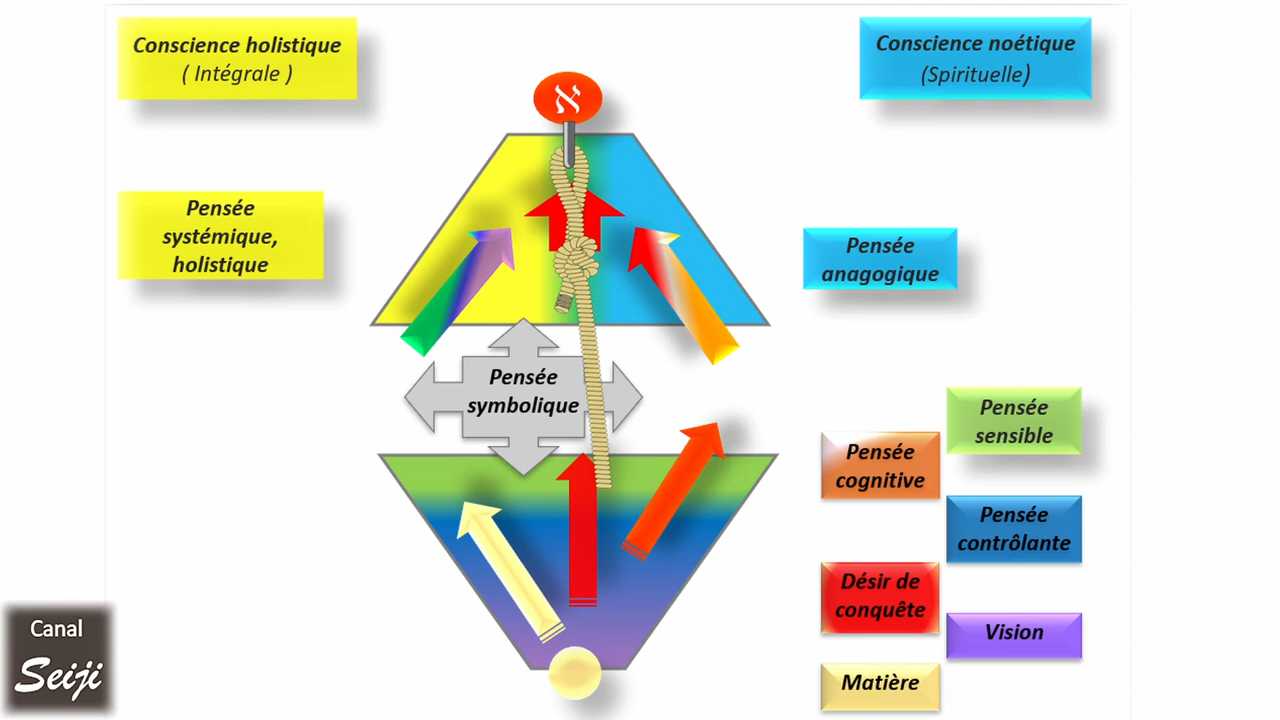 Conscience holistique
( Intégrale )
Conscience noétique
(Spirituelle)
א
Pensée
systémique,
holistique
Pensée
anagogique
Pensée
symbolique
Pensée
sensible
Pensée
cognitive
Pensée
contrôlante
Désir de
conquête
Vision
Matière
Canal
Seiji